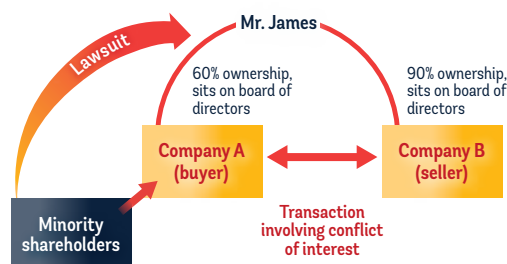 Mr. James
Lawsuit
60% ownership,
sits on board of
directors
90% ownership,
sits on board of
directors
Company A
(buyer)
Company B
(seller)
Minority
shareholders
Transaction
involving conflict
of interest